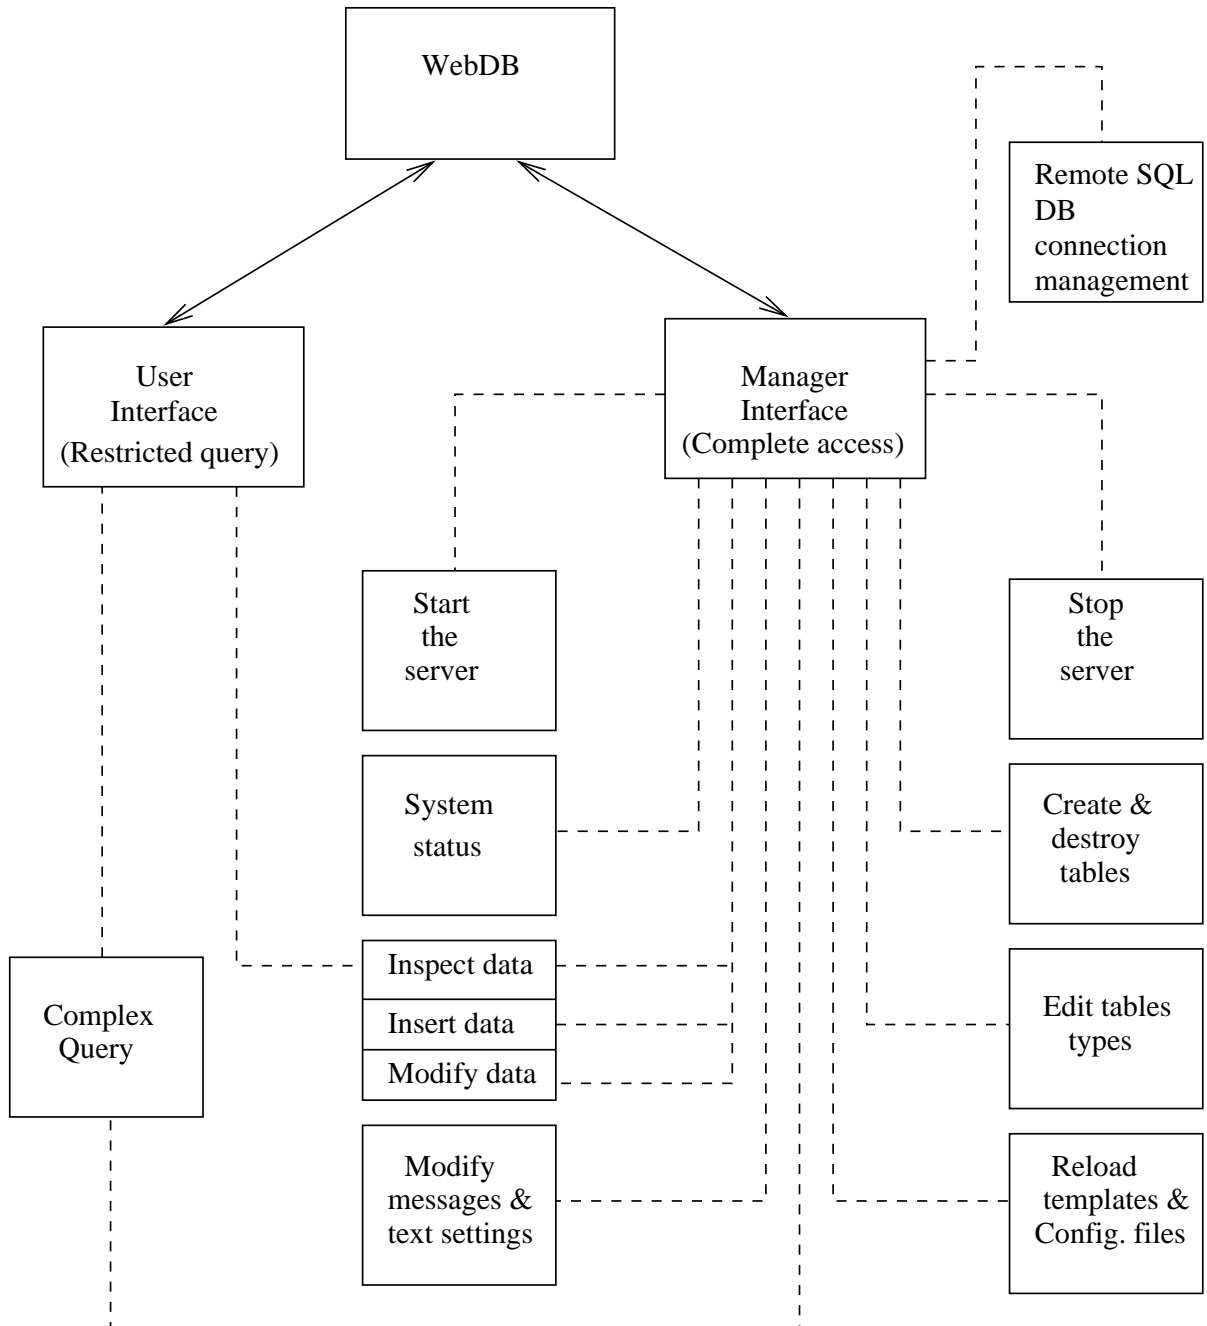 WebDB
Remote SQL
DB
connection
management
User
Interface
(Restricted query)
Manager
Interface
(Complete access)
Start
the
server
Stop
the
server
System
status
Create &
destroy
tables
Inspect data
Insert data
Modify data
Complex
Query
Edit tables
types
Modify
messages &
text settings
Reload
templates &
Config. files